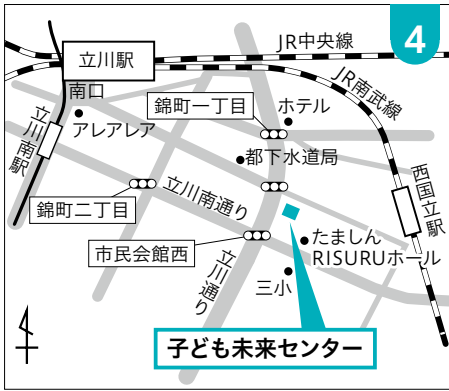 4
JR中央線
立川駅
南口
JR南武線
錦町一丁目
ホテル
アレアレア
立川南駅
都下水道局
西国立駅
錦町二丁目
立川南通り
市民会館西
たましん
RISURUホール
立川通り
三小
子ども未来センター